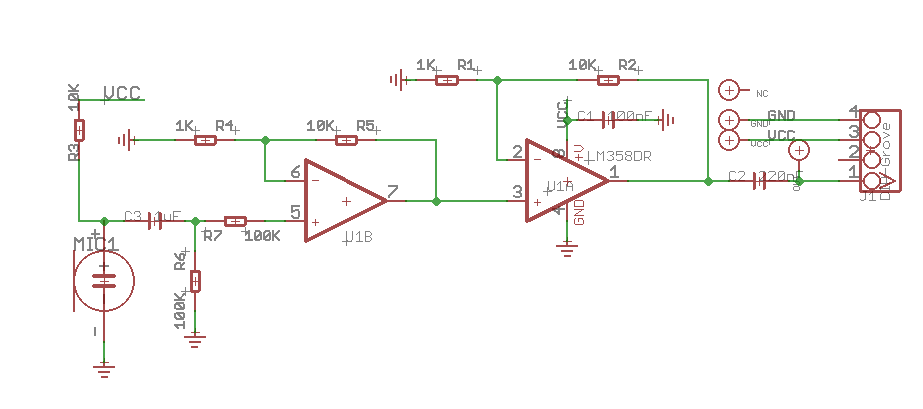 1K R1
10K R2
NC
VCC
10K
R3
1K R4
10K R5
VCC
C1 100nF
GND
GND
VCC
VCC
4
3
2
1
J1
2
3
8
+V
LM358DR
U1A
1
4
GND
C2 220nF
6
5
7
U1B
C3 1uF
R7 100K
MIC1
+
R6
100K